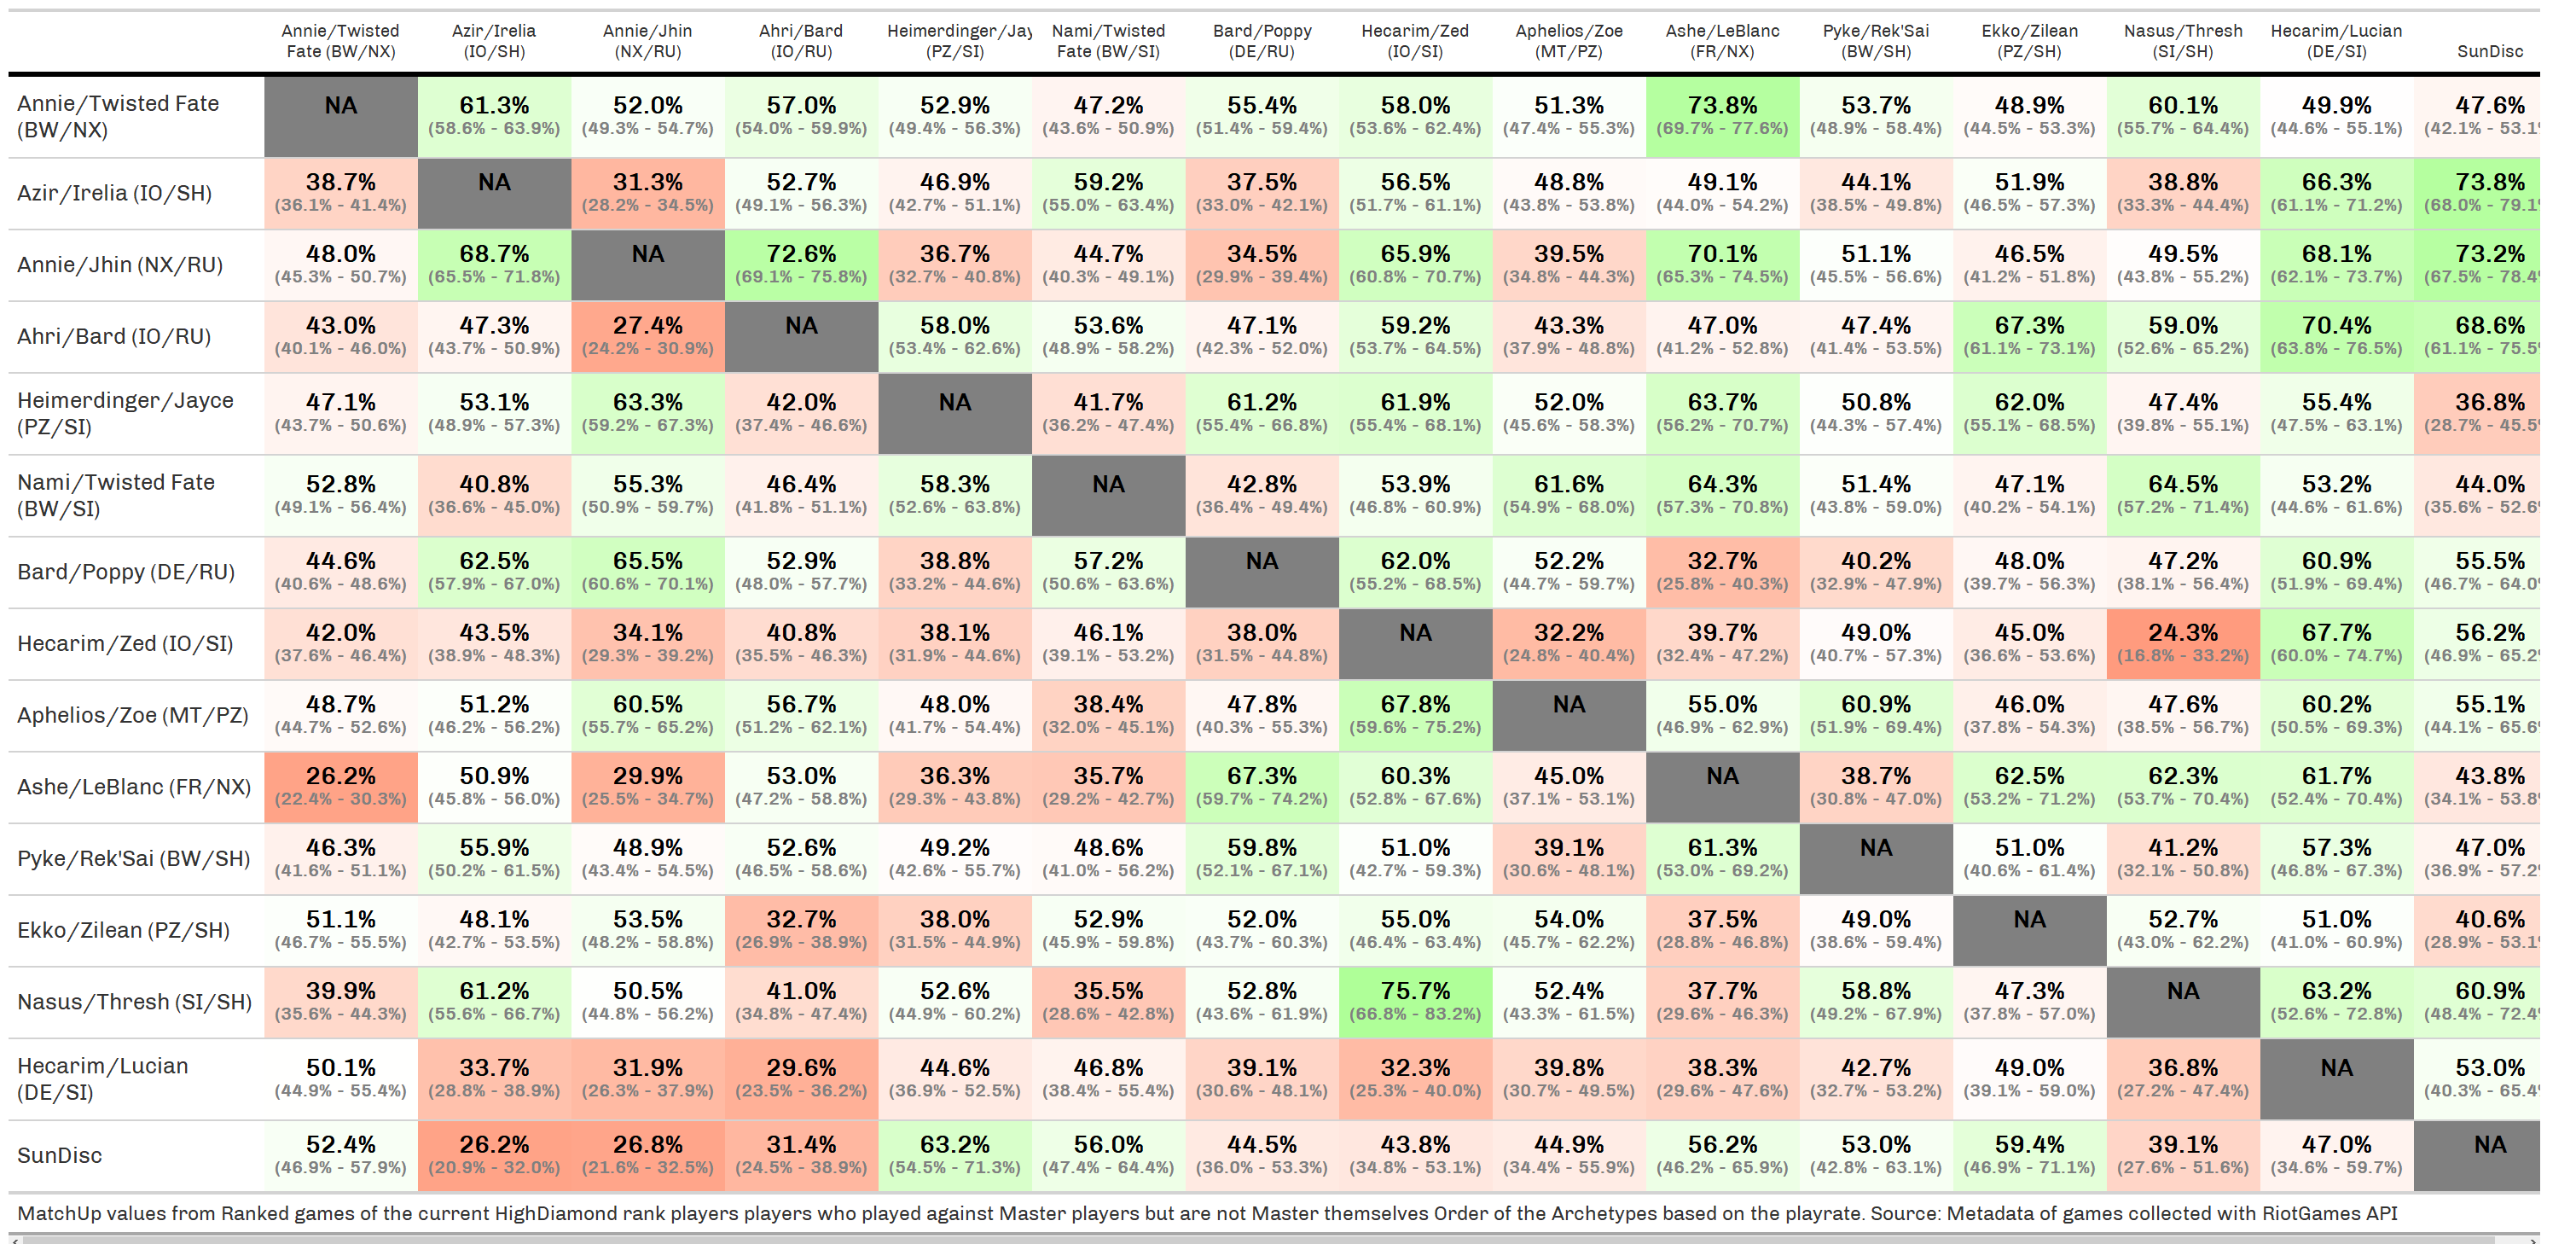 Annie/Twisted Azir/Irelia Annie/Jhin Ahri/Bard Heimerdinger/Jay Nami/Twisted Bard/Poppy Hecarim/Zed Aphelios/Zoe Ashe/LeBlanc Pyke/Rek'Sai Ekko/Zilean Nasus/Thresh Hecarim/Lucian
Fate (BW/NX) (IO/SH) (NX/RU) (IO/RU) (PZ/SI) Fate (BW/SI) (DE/RU) (IO/SI) (MT/PZ) (FR/NX) (BW/SH) (PZ/SH) (SI/SH) (DE/SI) SunDisc
Annie/Twisted Fate NA 61.3% 52.0% 57.0% 52.9% 47.2% 55.4% 58.0% 51.3% 73.8% 53.7% 48.9% 60.1% 49.9% 47.6%
(BW/NX) (58.6% - 63.9%) (49.3% - 54.7%) (54.0% - 59.9%) (49.4% - 56.3%) (43.6% - 50.9%) (51.4% - 59.4%) (53.6% - 62.4%) (47.4% - 55.3%) (69.7% - 77.6%) (48.9% - 58.4%) (44.5% - 53.3%) (55.7% - 64.4%) (44.6% - 55.1%) (42.1% - 53.1
Azir/Irelia (IO/SH) 38.7% NA 31.3% 52.7% 46.9% 59.2% 37.5% 56.5% 48.8% 49.1% 44.1% 51.9% 38.8% 66.3% 73.8%
(36.1% - 41.4%) (28.2% - 34.5%) (49.1% - 56.3%) (42.7% - 51.1%) (55.0% - 63.4%) (33.0% - 42.1%) (51.7% - 61.1%) (43.8% - 53.8%) (44.0% - 54.2%) (38.5% - 49.8%) (46.5% - 57.3%) (33.3% - 44.4%) (61.1% - 71.2%) (68.0% - 79.1
Annie/Jhin (NX/RU) 48.0% 68.7% NA 72.6% 36.7% 44.7% 34.5% 65.9% 39.5% 70.1% 51.1% 46.5% 49.5% 68.1% 73.2%
(45.3% - 50.7%) (65.5% - 71.8%) (69.1% - 75.8%) (32.7% - 40.8%) (40.3% - 49.1%) (29.9% - 39.4%) (60.8% - 70.7%) (34.8% - 44.3%) (65.3% - 74.5%) (45.5% - 56.6%) (41.2% - 51.8%) (43.8% - 55.2%) (62.1% - 73.7%) (67.5% - 78.4
Ahri/Bard (IO/RU) 43.0% 47.3% 27.4% NA 58.0% 53.6% 47.1% 59.2% 43.3% 47.0% 47.4% 67.3% 59.0% 70.4% 68.6%
(40.1% - 46.0%) (43.7% - 50.9%) (24.2% - 30.9%) (53.4% - 62.6%) (48.9% - 58.2%) (42.3% - 52.0%) (53.7% - 64.5%) (37.9% - 48.8%) (41.2% - 52.8%) (41.4% - 53.5%) (61.1% - 73.1%) (52.6% - 65.2%) (63.8% - 76.5%) (61.1% - 75.5
Heimerdinger/Jayce 47.1% 53.1% 63.3% 42.0% NA 41.7% 61.2% 61.9% 52.0% 63.7% 50.8% 62.0% 47.4% 55.4% 36.8%
(PZ/SI) (43.7% - 50.6%) (48.9% - 57.3%) (59.2% - 67.3%) (37.4% - 46.6%) (36.2% - 47.4%) (55.4% - 66.8%) (55.4% - 68.1%) (45.6% - 58.3%) (56.2% - 70.7%) (44.3% - 57.4%) (55.1% - 68.5%) (39.8% - 55.1%) (47.5% - 63.1%) (28.7% - 45.5
Nami/Twisted Fate 52.8% 40.8% 55.3% 46.4% 58.3% NA 42.8% 53.9% 61.6% 64.3% 51.4% 47.1% 64.5% 53.2% 44.0%
(BW/SI) (49.1% - 56.4%) (36.6% - 45.0%) (50.9% - 59.7%) (41.8% - 51.1%) (52.6% - 63.8%) (36.4% - 49.4%) (46.8% - 60.9%) (54.9% - 68.0%) (57.3% - 70.8%) (43.8% - 59.0%) (40.2% - 54.1%) (57.2% - 71.4%) (44.6% - 61.6%) (35.6% - 52.6
Bard/Poppy (DE/RU) 44.6% 62.5% 65.5% 52.9% 38.8% 57.2% NA 62.0% 52.2% 32.7% 40.2% 48.0% 47.2% 60.9% 55.5%
(40.6% - 48.6%) (57.9% - 67.0%) (60.6% - 70.1%) (48.0% - 57.7%) (33.2% - 44.6%) (50.6% - 63.6%) (55.2% - 68.5%) (44.7% - 59.7%) (25.8% - 40.3%) (32.9% - 47.9%) (39.7% - 56.3%) (38.1% - 56.4%) (51.9% - 69.4%) (46.7% - 64.0
Hecarim/Zed (IO/SI) 42.0% 43.5% 34.1% 40.8% 38.1% 46.1% 38.0% NA 32.2% 39.7% 49.0% 45.0% 24.3% 67.7% 56.2%
(37.6% - 46.4%) (38.9% - 48.3%) (29.3% - 39.2%) (35.5% - 46.3%) (31.9% - 44.6%) (39.1% - 53.2%) (31.5% - 44.8%) (24.8% - 40.4%) (32.4% - 47.2%) (40.7% - 57.3%) (36.6% - 53.6%) (16.8% - 33.2%) (60.0% - 74.7%) (46.9% - 65.2
Aphelios/Zoe (MT/PZ) 48.7% 51.2% 60.5% 56.7% 48.0% 38.4% 47.8% 67.8% NA 55.0% 60.9% 46.0% 47.6% 60.2% 55.1%
(44.7% - 52.6%) (46.2% - 56.2%) (55.7% - 65.2%) (51.2% - 62.1%) (41.7% - 54.4%) (32.0% - 45.1%) (40.3% - 55.3%) (59.6% - 75.2%) (46.9% - 62.9%) (51.9% - 69.4%) (37.8% - 54.3%) (38.5% - 56.7%) (50.5% - 69.3%) (44.1% - 65.6
Ashe/LeBlanc (FR/NX) 26.2% 50.9% 29.9% 53.0% 36.3% 35.7% 67.3% 60.3% 45.0% NA 38.7% 62.5% 62.3% 61.7% 43.8%
(22.4% - 30.3%) (45.8% - 56.0%) (25.5% - 34.7%) (47.2% - 58.8%) (29.3% - 43.8%) (29.2% - 42.7%) (59.7% - 74.2%) (52.8% - 67.6%) (37.1% - 53.1%) (30.8% - 47.0%) (53.2% - 71.2%) (53.7% - 70.4%) (52.4% - 70.4%) (34.1% - 53.8
Pyke/Rek'Sai (BW/SH) 46.3% 55.9% 48.9% 52.6% 49.2% 48.6% 59.8% 51.0% 39.1% 61.3% NA 51.0% 41.2% 57.3% 47.0%
(41.6% - 51.1%) (50.2% - 61.5%) (43.4% - 54.5%) (46.5% - 58.6%) (42.6% - 55.7%) (41.0% - 56.2%) (52.1% - 67.1%) (42.7% - 59.3%) (30.6% - 48.1%) (53.0% - 69.2%) (40.6% - 61.4%) (32.1% - 50.8%) (46.8% - 67.3%) (36.9% - 57.2
Ekko/Zilean (PZ/SH) 51.1% 48.1% 53.5% 32.7% 38.0% 52.9% 52.0% 55.0% 54.0% 37.5% 49.0% NA 52.7% 51.0% 40.6%
(46.7% - 55.5%) (42.7% - 53.5%) (48.2% - 58.8%) (26.9% - 38.9%) (31.5% - 44.9%) (45.9% - 59.8%) (43.7% - 60.3%) (46.4% - 63.4%) (45.7% - 62.2%) (28.8% - 46.8%) (38.6% - 59.4%) (43.0% - 62.2%) (41.0% - 60.9%) (28.9% - 53.1
Nasus/Thresh (SI/SH) 39.9% 61.2% 50.5% 41.0% 52.6% 35.5% 52.8% 75.7% 52.4% 37.7% 58.8% 47.3% NA 63.2% 60.9%
(35.6% - 44.3%) (55.6% - 66.7%) (44.8% - 56.2%) (34.8% - 47.4%) (44.9% - 60.2%) (28.6% - 42.8%) (43.6% - 61.9%) (66.8% - 83.2%) (43.3% - 61.5%) (29.6% - 46.3%) (49.2% - 67.9%) (37.8% - 57.0%) (52.6% - 72.8%) (48.4% - 72.4
Hecarim/Lucian 50.1% 33.7% 31.9% 29.6% 44.6% 46.8% 39.1% 32.3% 39.8% 38.3% 42.7% 49.0% 36.8% NA 53.0%
(DE/SI) (44.9% - 55.4%) (28.8% - 38.9%) (26.3% - 37.9%) (23.5% - 36.2%) (36.9% - 52.5%) (38.4% - 55.4%) (30.6% - 48.1%) (25.3% - 40.0%) (30.7% - 49.5%) (29.6% - 47.6%) (32.7% - 53.2%) (39.1% - 59.0%) (27.2% - 47.4%) (40.3% - 65.4
SunDisc 52.4% 26.2% 26.8% 31.4% 63.2% 56.0% 44.5% 43.8% 44.9% 56.2% 53.0% 59.4% 39.1% 47.0% NA
(46.9% - 57.9%) (20.9% - 32.0%) (21.6% - 32.5%) (24.5% - 38.9%) (54.5% - 71.3%) (47.4% - 64.4%) (36.0% - 53.3%) (34.8% - 53.1%) (34.4% - 55.9%) (46.2% - 65.9%) (42.8% - 63.1%) (46.9% - 71.1%) (27.6% - 51.6%) (34.6% - 59.7%)
MatchUp values from Ranked games of the current HighDiamond rank players players who played against Master players but are not Master themselves Order of the Archetypes based on the playrate. Source: Metadata of games collected with RiotGames API